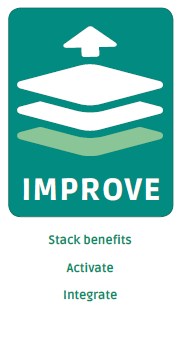 IMPROVE
Stack benefits
Activate
Integrate